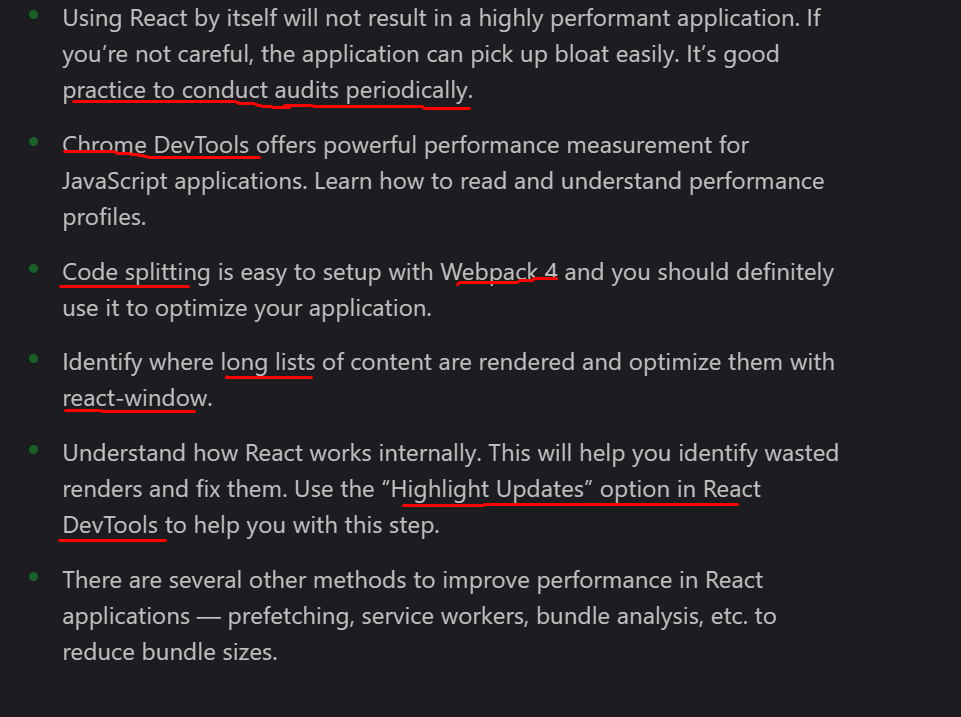 Using React by itself will not result in a highly performant application. If
you’re not careful, the application can pick up bloat easily. It’s good
practice to conduct audits periodically.
Chrome DevTools offers powerful performance measurement for
JavaScript applications. Learn how to read and understand performance
profiles.
Code splitting is easy to setup with Webpack 4 and you should definitely
use it to optimize your application.
Identify where long lists of content are rendered and optimize them with
react-window.
Understand how React works internally. This will help you identify wasted
renders and fix them. Use the “Highlight Updates” option in React
DevTools to help you with this step.
There are several other methods to improve performance in React
applications — prefetching, service workers, bundle analysis, etc. to
reduce bundle sizes.